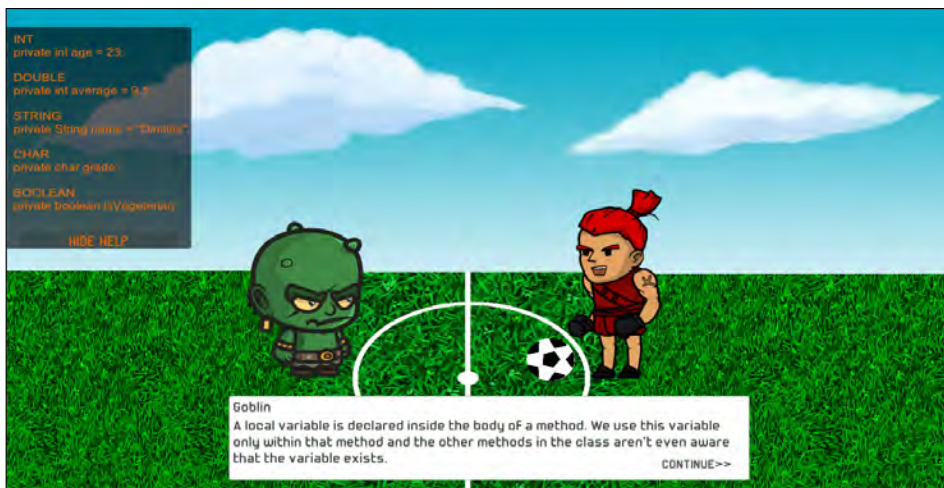 INT
private int age = 23;
DOUBLE
private int average = 9.5
STRING
private String name =
CHAR
private char grade
BOOLEAN
private boolean
HIDE HELP
Goblin
A local variable is declared inside the body of a method. We use this variable
only within that method and the other methods in the class aren't even aware
that the variable exists.
CONTINUE>>